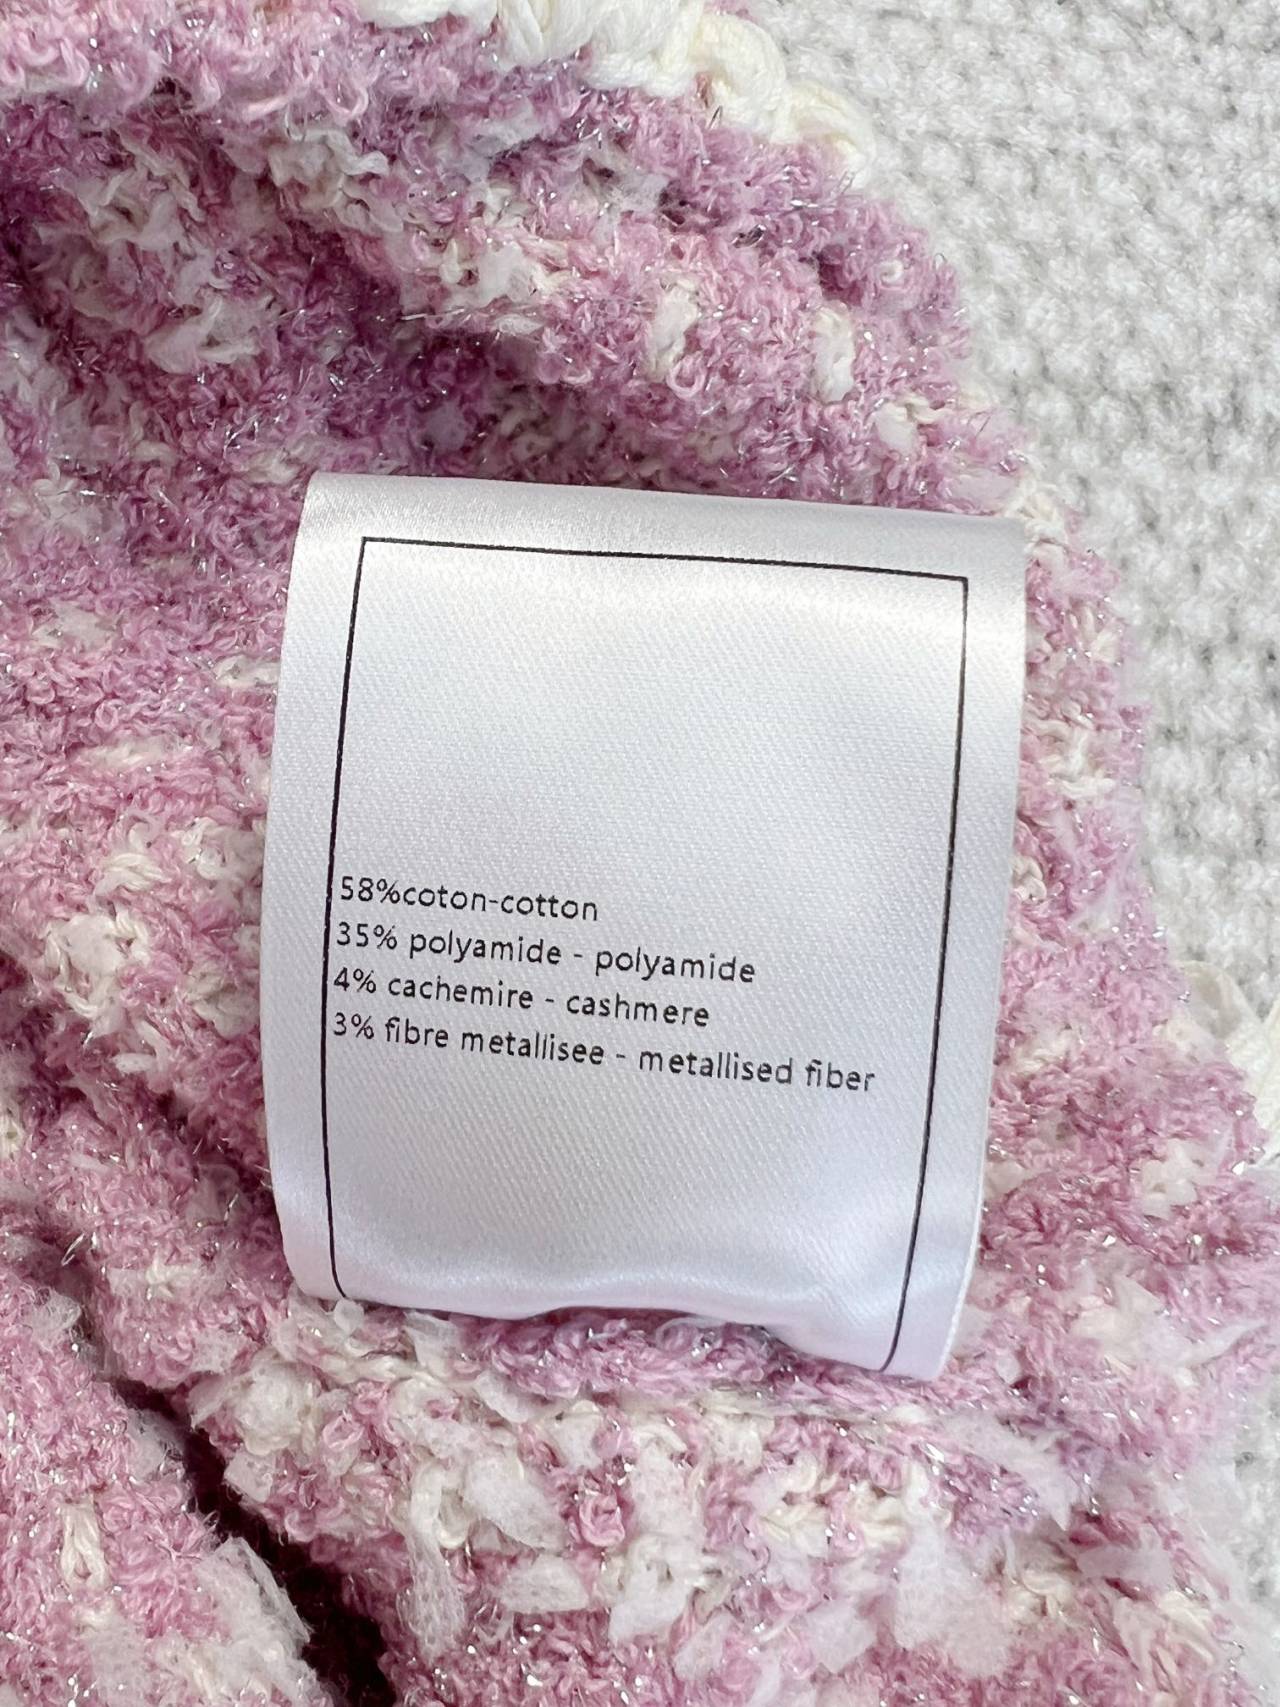 58%coton-cotton
35% polyamide - polyamide
4% cachemire - cashmere
3% fibre metallisee - metallised fiber